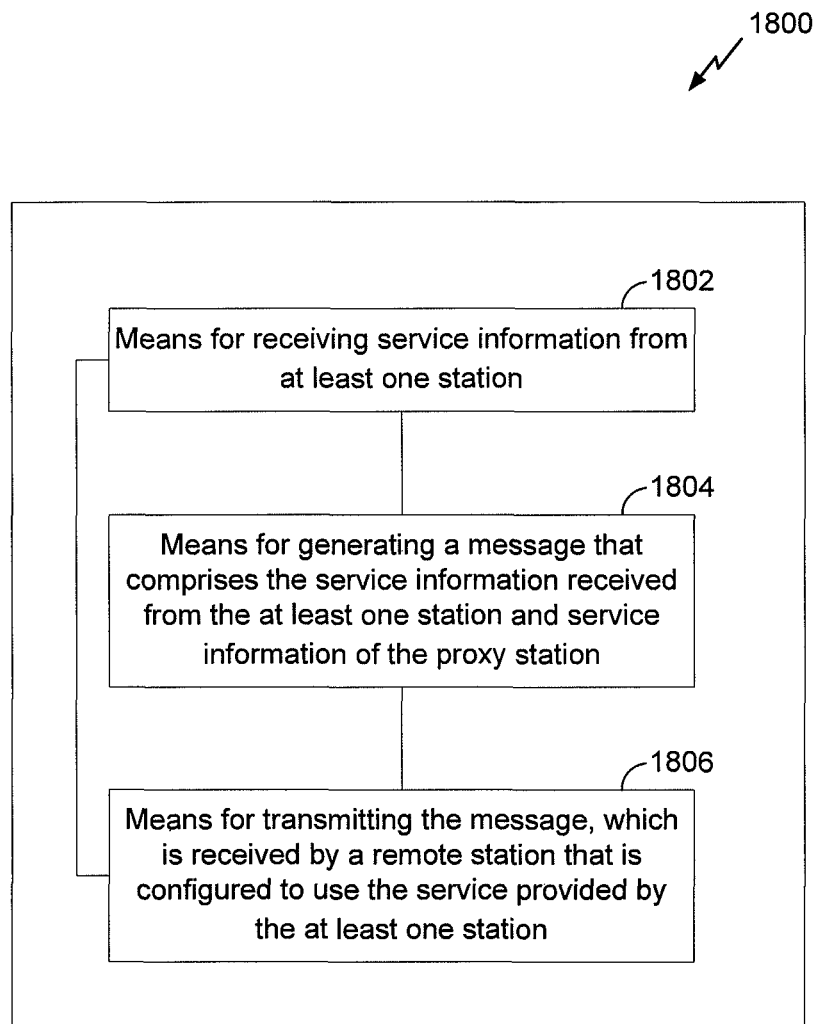 1800
1802
Means for receiving service information from
at least one station
1804
Means for generating a message that
comprises the service information received
from the at least one station and service
information of the proxy station
1806
Means for transmitting the message, which
is received by a remote station that is
configured to use the service provided by
the at least one station